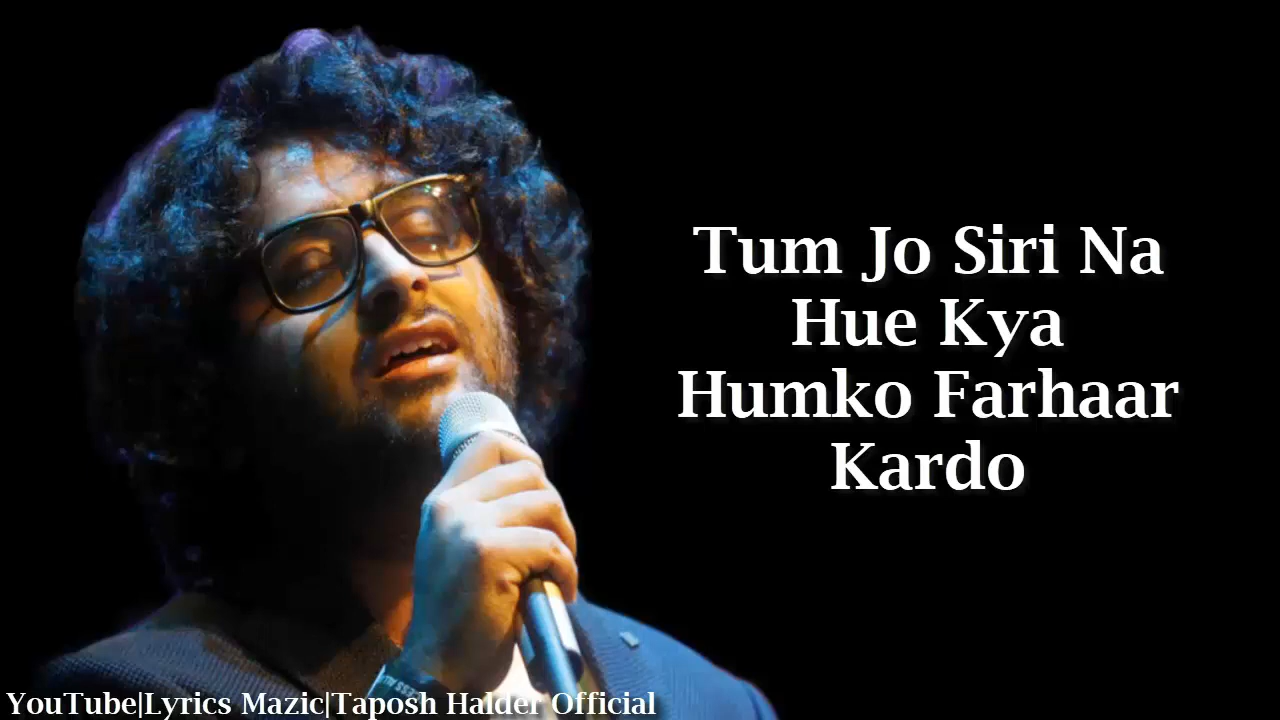 Tum Jo Siri Na
Hue Kya
Humko Farhaar
Kardo
YouTube|Lyrics Mazic|Taposh Halder Official